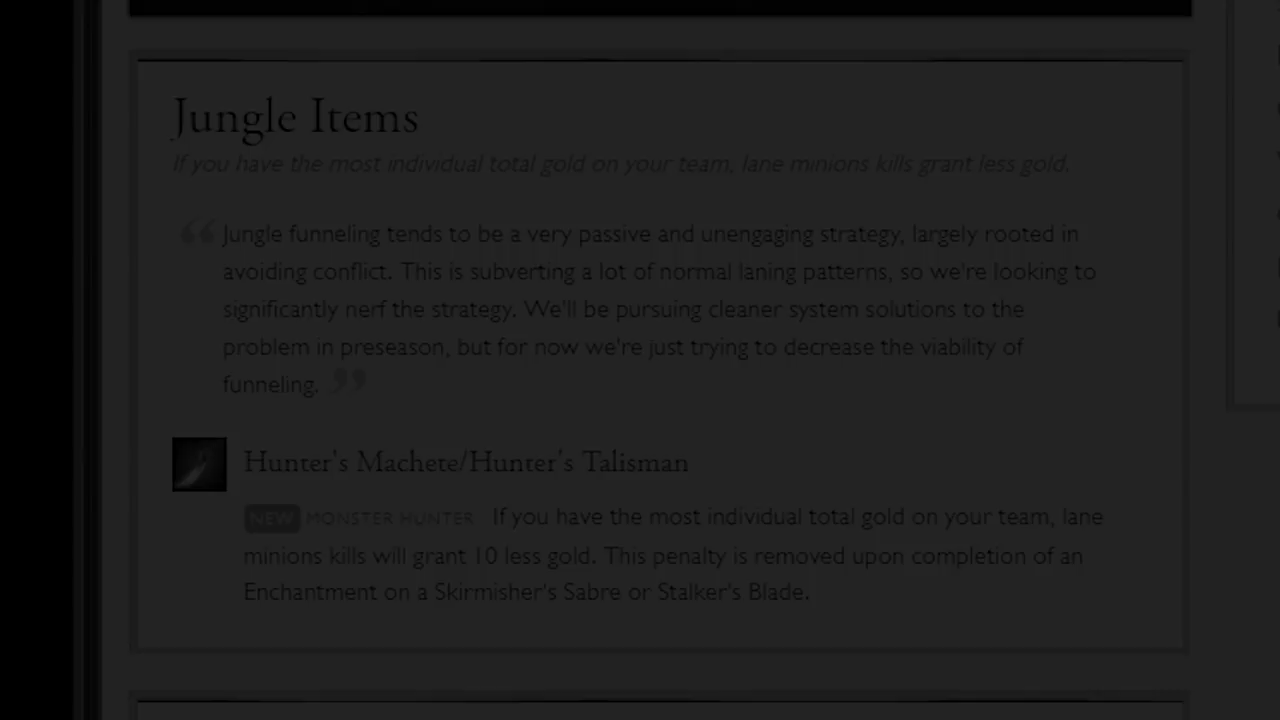 Jungle Items
If you have the most individual total gold on your team, lane minions kills grant less gold.
“ Jungle funneling tends to be a very passive and unengaging strategy, largely rooted in
avoiding conflict. This is subverting a lot of normal laning patterns, so we're looking to
significantly nerf the strategy. We'll be pursuing cleaner system solutions to the
problem in preseason, but for now we're just trying to decrease the viability of
funneling. ”
Hunter's Machete/Hunter's Talisman
NEW MONSTER HUNTER If you have the most individual total gold on your team, lane
minions kills will grant 10 less gold. This penalty is removed upon completion of an
Enchantment on a Skirmisher's Sabre or Stalker's Blade.